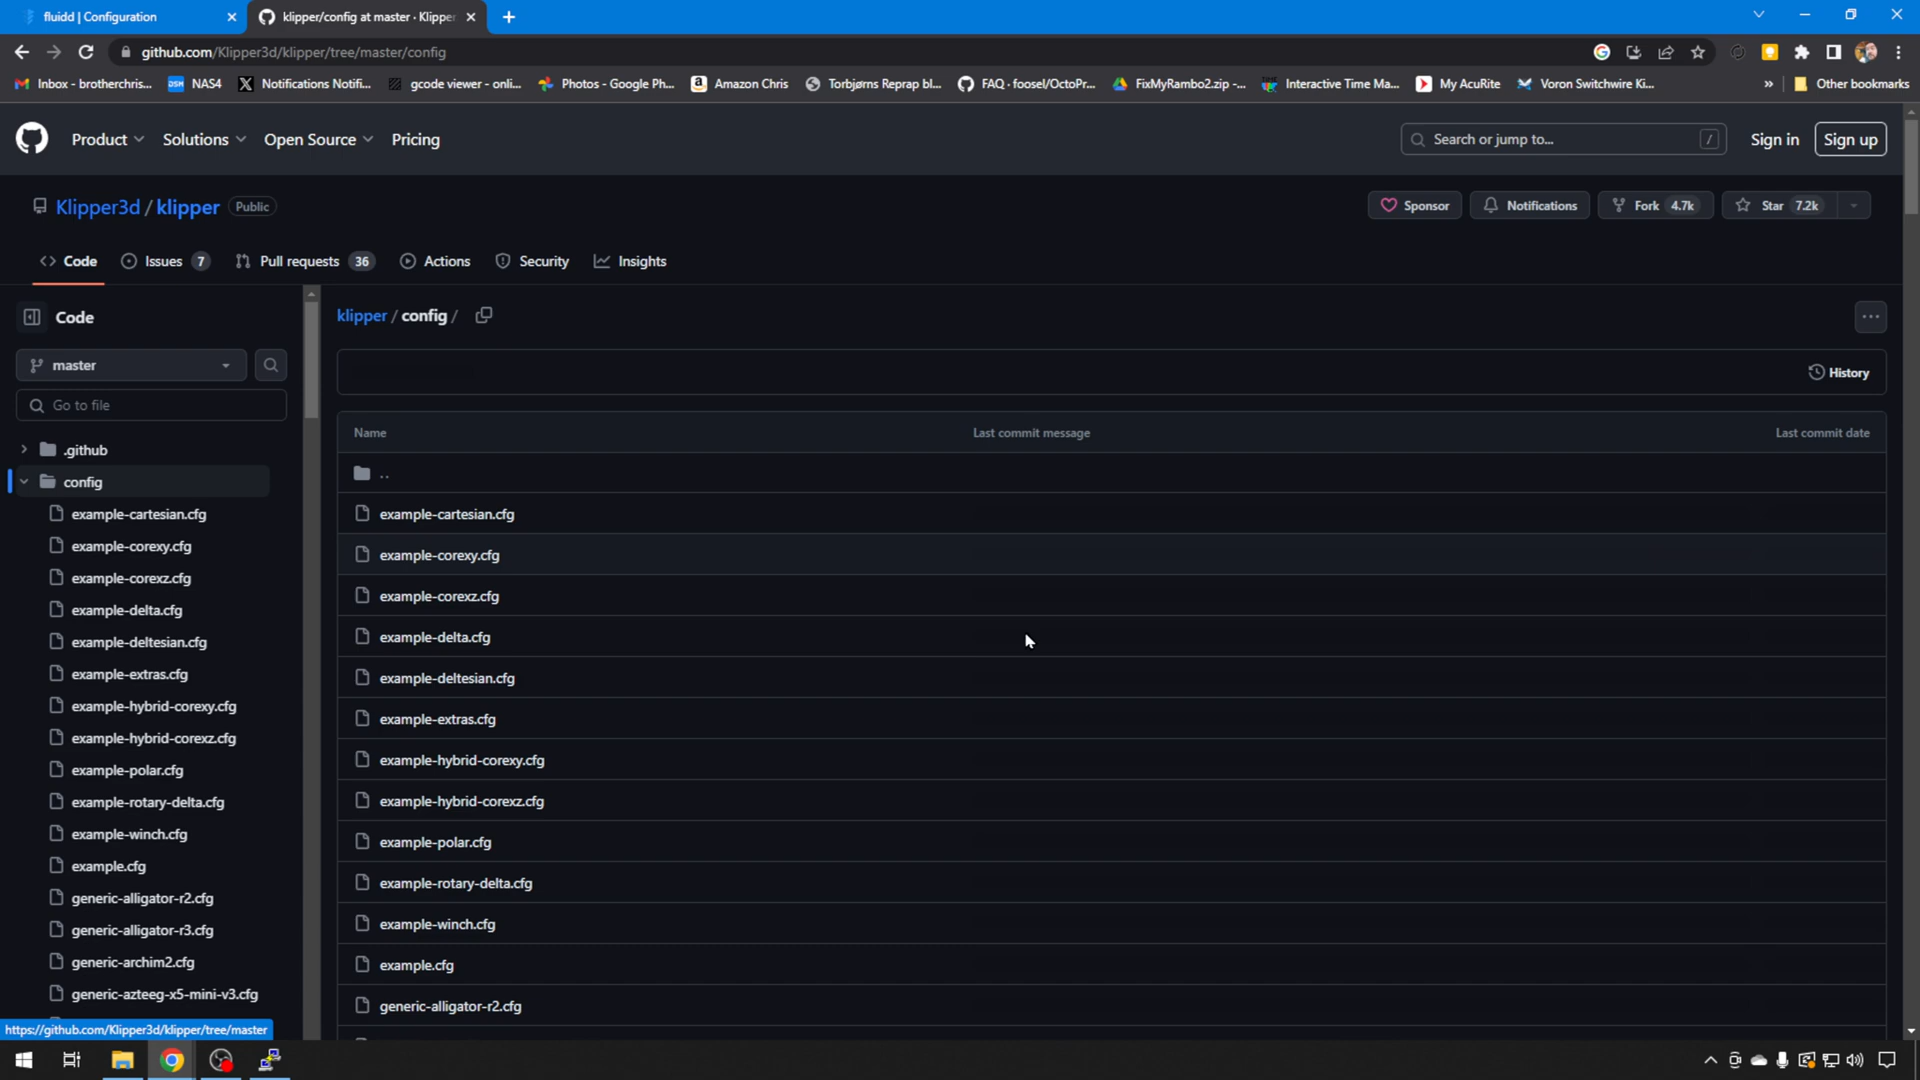 fluidd | Configuration
klipper/config at master · Klipper
github.com/Klipper3d/klipper/tree/master/config
Inbox - brotherchris...
DSM NAS4
Notifications Notifi...
gcode viewer - onli...
Photos - Google Ph...
Amazon Chris
Torbjørns Reprap bl...
FAQ · foosel/OctoPr...
FixMyRambo2.zip -...
Interactive Time Ma...
My AcuRite
Voron Switchwire Ki...
»
Other bookmarks
Product
Solutions
Open Source
Pricing
Search or jump to...
/
Sign in
Sign up
Klipper3d / klipper
Public
Sponsor
Notifications
Fork 4.7k
Star 7.2k
Code
Issues 7
Pull requests 36
Actions
Security
Insights
Code
master
Go to file
.github
config
example-cartesian.cfg
example-corexy.cfg
example-corexz.cfg
example-delta.cfg
example-deltesian.cfg
example-extras.cfg
example-hybrid-corexy.cfg
example-hybrid-corexz.cfg
example-polar.cfg
example-rotary-delta.cfg
example-winch.cfg
example.cfg
generic-alligator-r2.cfg
generic-alligator-r3.cfg
generic-archim2.cfg
generic-azteeg-x5-mini-v3.cfg
klipper / config /
History
Name
Last commit message
Last commit date
..
example-cartesian.cfg
example-corexy.cfg
example-corexz.cfg
example-delta.cfg
example-deltesian.cfg
example-extras.cfg
example-hybrid-corexy.cfg
example-hybrid-corexz.cfg
example-polar.cfg
example-rotary-delta.cfg
example-winch.cfg
example.cfg
generic-alligator-r2.cfg
https://github.com/Klipper3d/klipper/tree/master